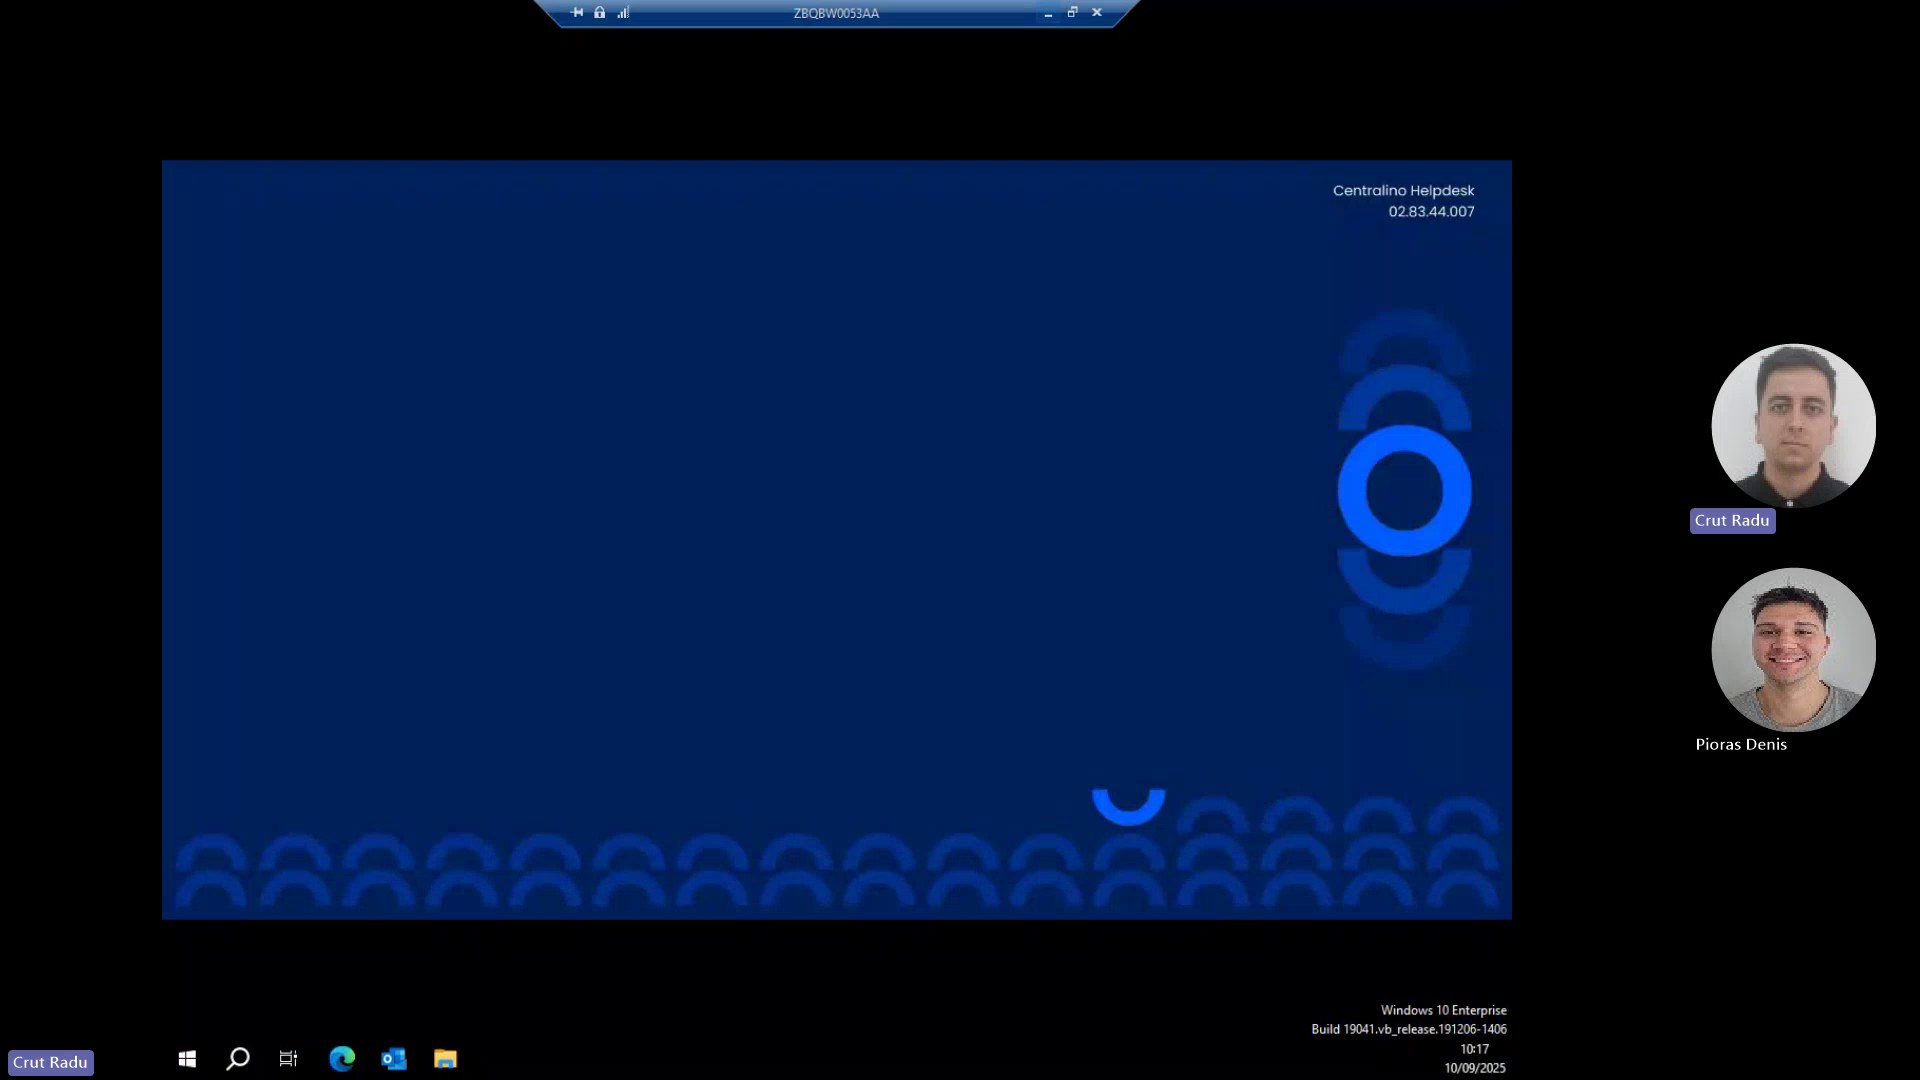 ZBQBW0053AA
Centralino Helpdesk
02.83.44.007
Crut Radu
Pioras Denis
Windows 10 Enterprise
Build 19041.vb_release.191206-1406
10:17
10/09/2025
Crut Radu